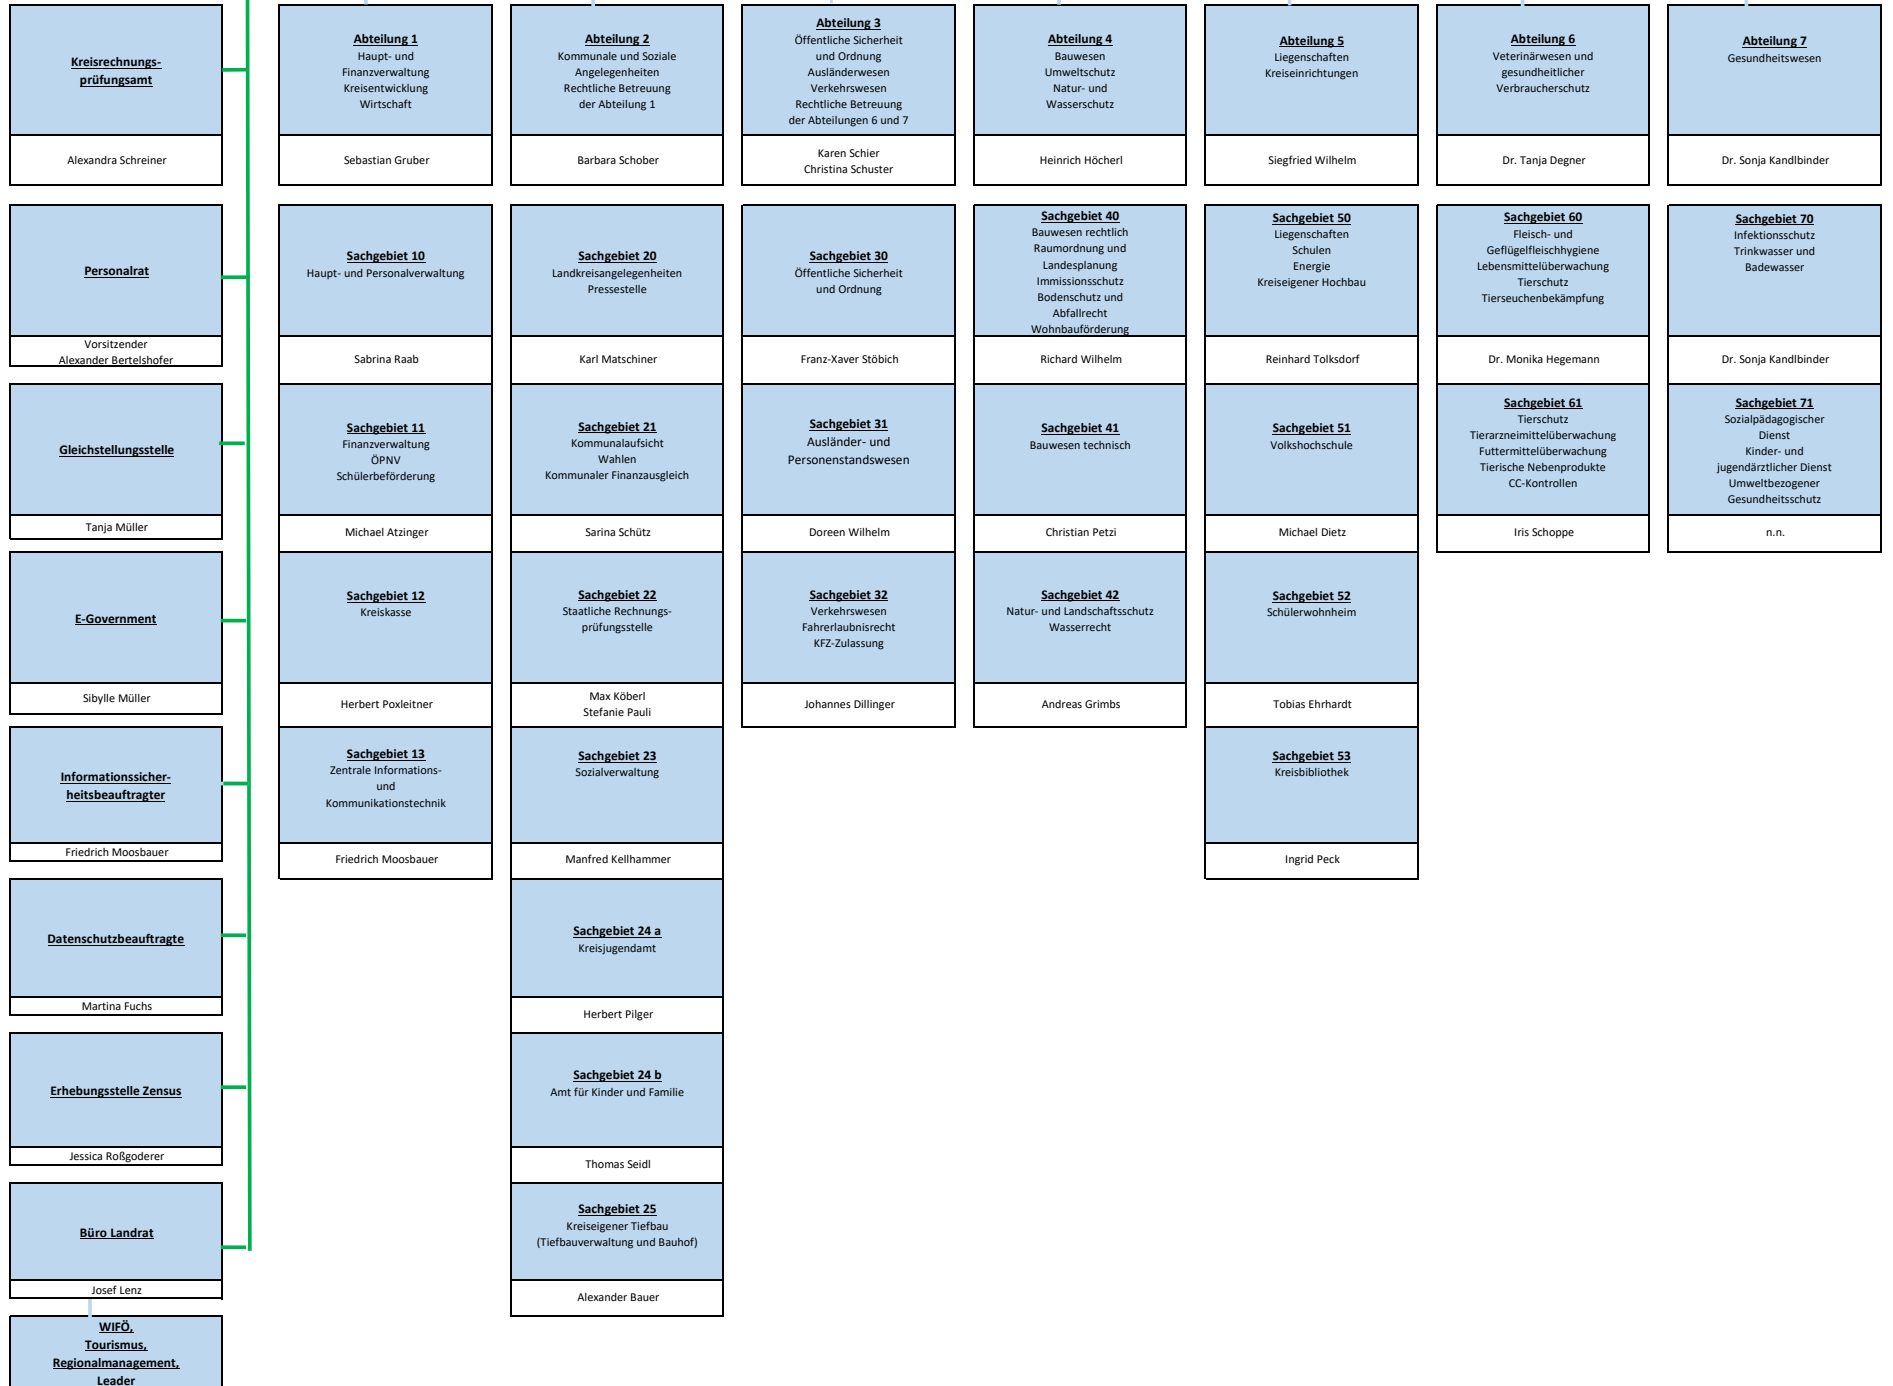 Kreisrechnungs-
prüfungsamt
Alexandra Schreiner
Personalrat
Vorsitzender
Alexander Bertelshofer
Gleichstellungsstelle
Tanja Müller
E-Government
Sibylle Müller
Informationssicher-
heitsbeauftragter
Friedrich Moosbauer
Datenschutzbeauftragte
Martina Fuchs
Erhebungsstelle Zensus
Jessica Roßgoderer
Büro Landrat
Josef Lenz
WIFÖ,
Tourismus,
Regionalmanagement,
Leader
Abteilung 1
Haupt- und
Finanzverwaltung
Kreisentwicklung
Wirtschaft
Sebastian Gruber
Sachgebiet 10
Haupt- und Personalverwaltung
Sabrina Raab
Sachgebiet 11
Finanzverwaltung
ÖPNV
Schülerbeförderung
Michael Atzinger
Sachgebiet 12
Kreiskasse
Herbert Poxleitner
Sachgebiet 13
Zentrale Informations-
und
Kommunikationstechnik
Friedrich Moosbauer
Abteilung 2
Kommunale und Soziale
Angelegenheiten
Rechtliche Betreuung
der Abteilung 1
Barbara Schober
Sachgebiet 20
Landkreisangelegenheiten
Pressestelle
Karl Matschiner
Sachgebiet 21
Kommunalaufsicht
Wahlen
Kommunaler Finanzausgleich
Sarina Schütz
Sachgebiet 22
Staatliche Rechnungs-
prüfungsstelle
Max Köberl
Stefanie Pauli
Sachgebiet 23
Sozialverwaltung
Manfred Kellhammer
Sachgebiet 24 a
Kreisjugendamt
Herbert Pilger
Sachgebiet 24 b
Amt für Kinder und Familie
Thomas Seidl
Sachgebiet 25
Kreiseigener Tiefbau
(Tiefbauverwaltung und Bauhof)
Alexander Bauer
Abteilung 3
Öffentliche Sicherheit
und Ordnung
Ausländerwesen
Verkehrswesen
Rechtliche Betreuung
der Abteilungen 6 und 7
Karen Schier
Christina Schuster
Sachgebiet 30
Öffentliche Sicherheit
und Ordnung
Franz-Xaver Stöbich
Sachgebiet 31
Ausländer- und
Personenstandswesen
Doreen Wilhelm
Sachgebiet 32
Verkehrswesen
Fahrerlaubnisrecht
KFZ-Zulassung
Johannes Dillinger
Abteilung 4
Bauwesen
Umweltschutz
Natur- und
Wasserschutz
Heinrich Höcherl
Sachgebiet 40
Bauwesen rechtlich
Raumordnung und
Landesplanung
Immissionsschutz
Bodenschutz und
Abfallrecht
Wohnbauförderung
Richard Wilhelm
Sachgebiet 41
Bauwesen technisch
Christian Petzi
Sachgebiet 42
Natur- und Landschaftsschutz
Wasserrecht
Andreas Grimbs
Abteilung 5
Liegenschaften
Kreiseinrichtungen
Siegfried Wilhelm
Sachgebiet 50
Liegenschaften
Schulen
Energie
Kreiseigener Hochbau
Reinhard Tolksdorf
Sachgebiet 51
Volkshochschule
Michael Dietz
Sachgebiet 52
Schülerwohnheim
Tobias Ehrhardt
Sachgebiet 53
Kreisbibliothek
Ingrid Peck
Abteilung 6
Veterinärwesen und
gesundheitlicher
Verbraucherschutz
Dr. Tanja Degner
Sachgebiet 60
Fleisch- und
Geflügelfleischhygiene
Lebensmittelüberwachung
Tierschutz
Tierseuchenbekämpfung
Dr. Monika Hegemann
Sachgebiet 61
Tierschutz
Tierarzneimittelüberwachung
Futtermittelüberwachung
Tierische Nebenprodukte
CC-Kontrollen
Iris Schoppe
Abteilung 7
Gesundheitswesen
Dr. Sonja Kandlbinder
Sachgebiet 70
Infektionsschutz
Trinkwasser und
Badewasser
Dr. Sonja Kandlbinder
Sachgebiet 71
Sozialpädagogischer
Dienst
Kinder- und
jugendärztlicher Dienst
Umweltbezogener
Gesundheitsschutz
n.n.